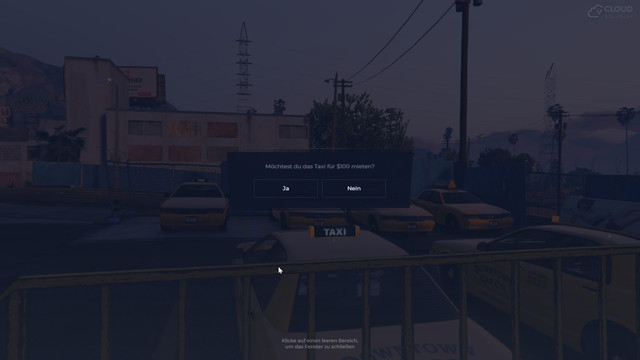 CLOUD
Möchtest du das Taxi für $100 mieten?
Ja
Nein
TAXI
Klicke auf einen leeren Bereich,
um das Fenster zu schließen